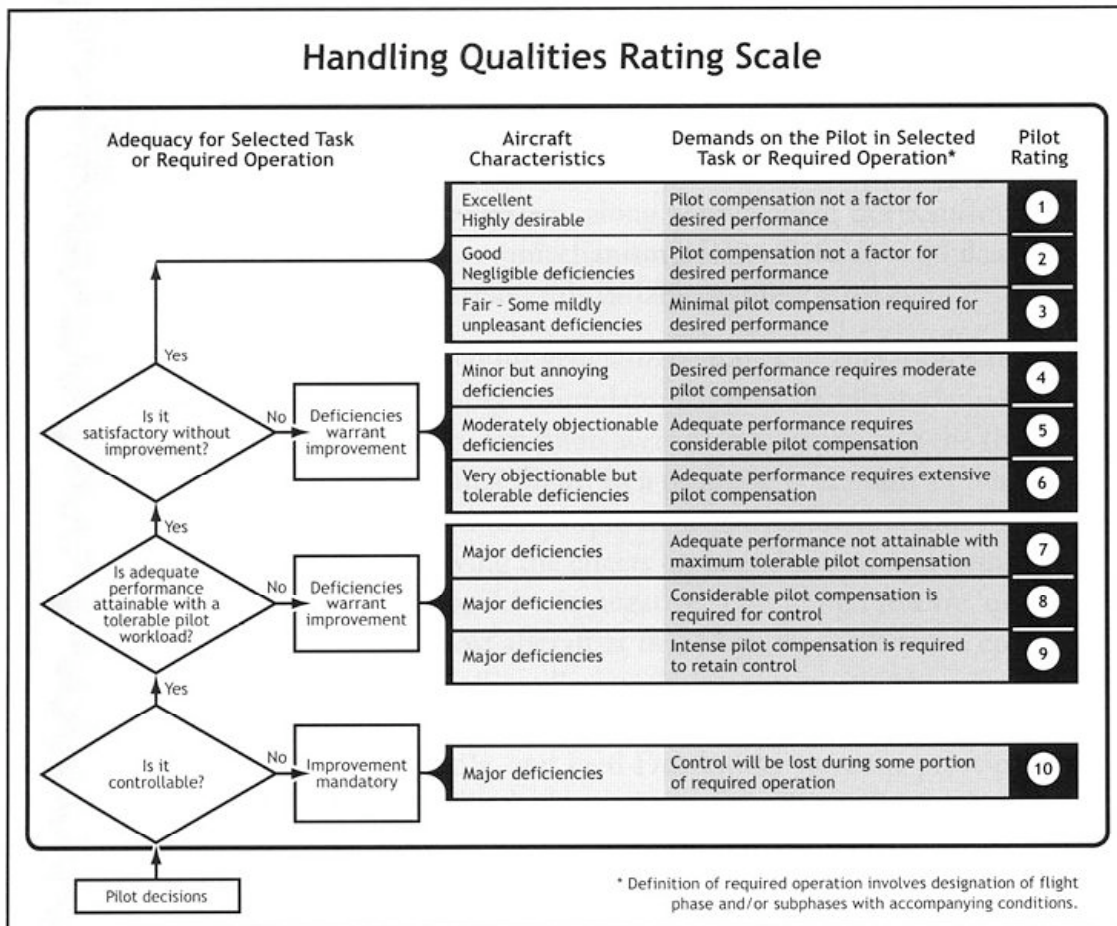 Handling Qualities Rating Scale
Adequacy for Selected Task
or Required Operation
Aircraft
Characteristics
Demands on the Pilot in Selected
Task or Required Operation*
Pilot
Rating
Excellent
Highly desirable
Pilot compensation not a factor for
desired performance
1
Good
Negligible deficiencies
Pilot compensation not a factor for
desired performance
2
Fair – Some mildly
unpleasant deficiencies
Minimal pilot compensation required for
desired performance
3
Yes
Is it
satisfactory without
improvement?
No
Deficiencies
warrant
improvement
Minor but annoying
deficiencies
Desired performance requires moderate
pilot compensation
4
Moderately objectionable
deficiencies
Adequate performance requires
considerable pilot compensation
5
Very objectionable but
tolerable deficiencies
Adequate performance requires extensive
pilot compensation
6
Yes
Is adequate
performance
attainable with a
tolerable pilot
workload?
No
Deficiencies
warrant
improvement
Major deficiencies
Adequate performance not attainable with
maximum tolerable pilot compensation
7
Major deficiencies
Considerable pilot compensation is
required for control
8
Major deficiencies
Intense pilot compensation is required
to retain control
9
Yes
Is it
controllable?
No
Improvement
mandatory
Major deficiencies
Control will be lost during some portion
of required operation
10
Pilot decisions
* Definition of required operation involves designation of flight
phase and/or subphases with accompanying conditions.